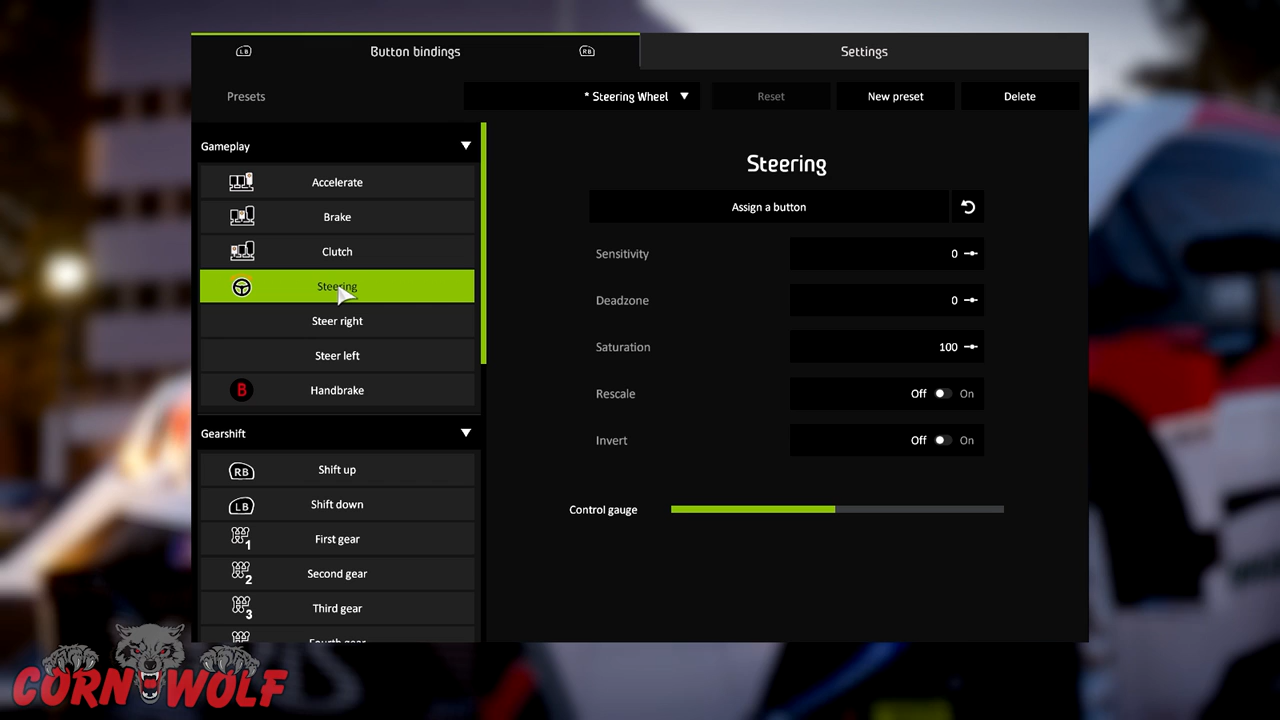 LB
Button bindings
RB
Settings
Presets
* Steering Wheel
Reset
New preset
Delete
Gameplay
Accelerate
Brake
Clutch
Steering
Steer right
Steer left
B
Handbrake
Gearshift
RB
Shift up
LB
Shift down
1
First gear
2
Second gear
3
Third gear
Fourth gear
Steering
Assign a button
Sensitivity
0
Deadzone
0
Saturation
100
Rescale
Off On
Invert
Off On
Control gauge
CORN WOLF